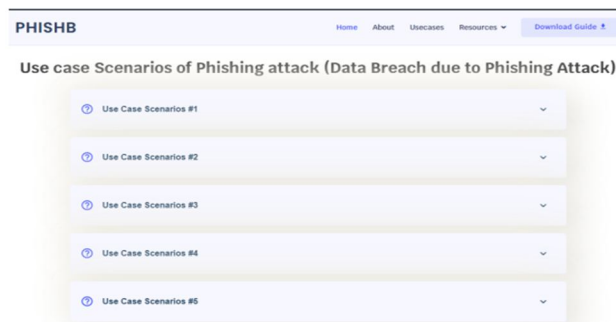 PHISHB Home About Usecases Resources Download Guide
Use case Scenarios of Phishing attack (Data Breach due to Phishing Attack)
Use Case Scenarios #1
Use Case Scenarios #2
Use Case Scenarios #3
Use Case Scenarios #4
Use Case Scenarios #5